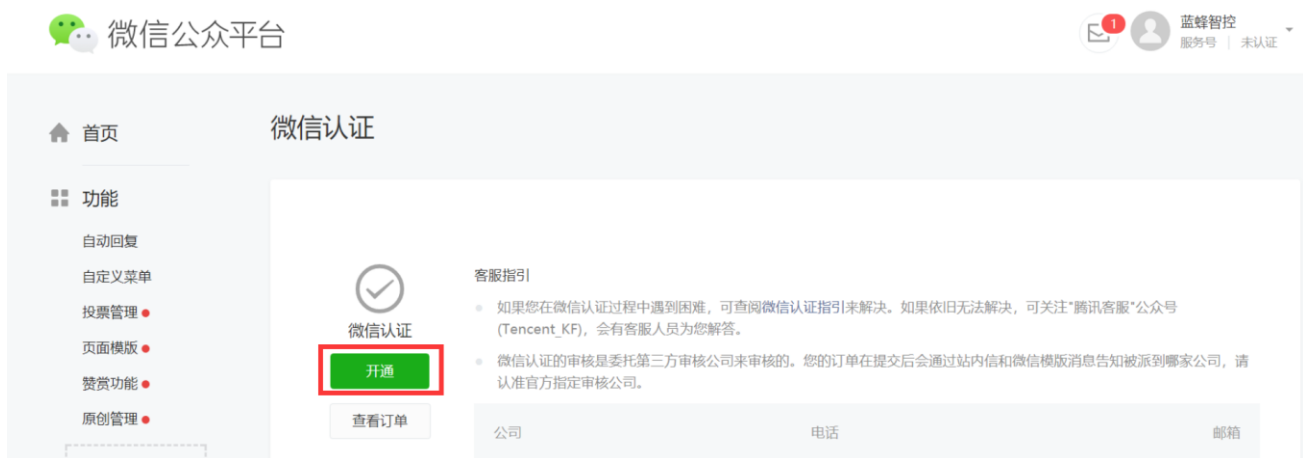 微信公众平台
1
蓝蜂智控
服务号 | 未认证
首页
功能
自动回复
自定义菜单
投票管理
页面模版
赞赏功能
原创管理
微信认证
微信认证
开通
查看订单
客服指引
如果您在微信认证过程中遇到困难，可查阅微信认证指引来解决。如果依旧无法解决，可关注"腾讯客服"公众号
(Tencent_KF)，会有客服人员为您解答。
微信认证的审核是委托第三方审核公司来审核的。您的订单在提交后会通过站内信和微信模版消息告知被派到哪家公司，请
认准官方指定审核公司。
公司 电话 邮箱